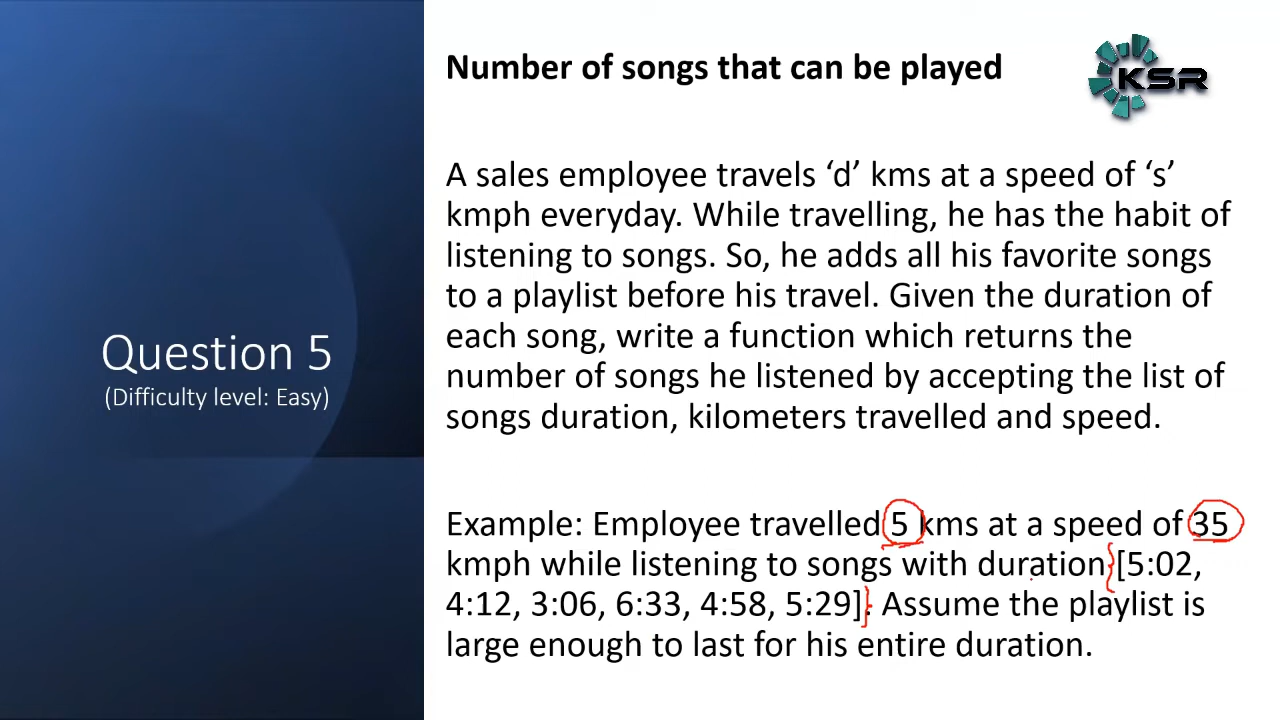 Number of songs that can be played
KSR
A sales employee travels ‘d’ kms at a speed of ‘s’
kmph everyday. While travelling, he has the habit of
listening to songs. So, he adds all his favorite songs
to a playlist before his travel. Given the duration of
each song, write a function which returns the
number of songs he listened by accepting the list of
songs duration, kilometers travelled and speed.
Question 5
(Difficulty level: Easy)
Example: Employee travelled 5 kms at a speed of 35
kmph while listening to songs with duration [5:02,
4:12, 3:06, 6:33, 4:58, 5:29]. Assume the playlist is
large enough to last for his entire duration.